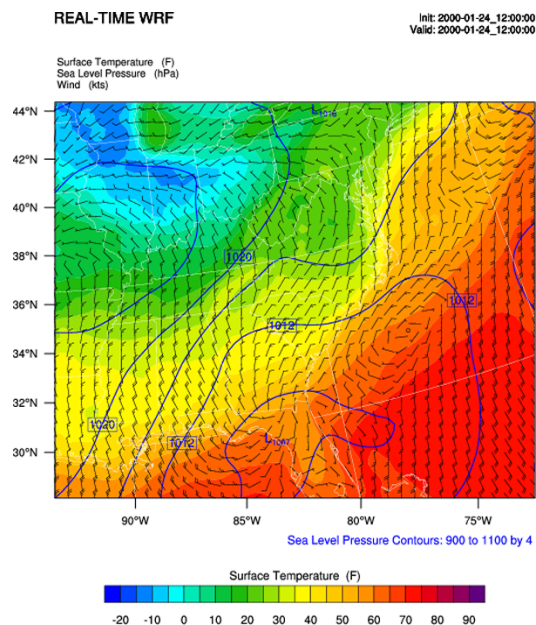 REAL-TIME WRF
Init: 2000-01-24_12:00:00
Valid: 2000-01-24_12:00:00
Surface Temperature (F)
Sea Level Pressure (hPa)
Wind (kts)
44°N
42°N
40°N
38°N
36°N
34°N
32°N
30°N
L1016
1020
1012
1012
1020
1012
L1007
90°W 85°W 80°W 75°W
Sea Level Pressure Contours: 900 to 1100 by 4
Surface Temperature (F)
-20 -10 0 10 20 30 40 50 60 70 80 90